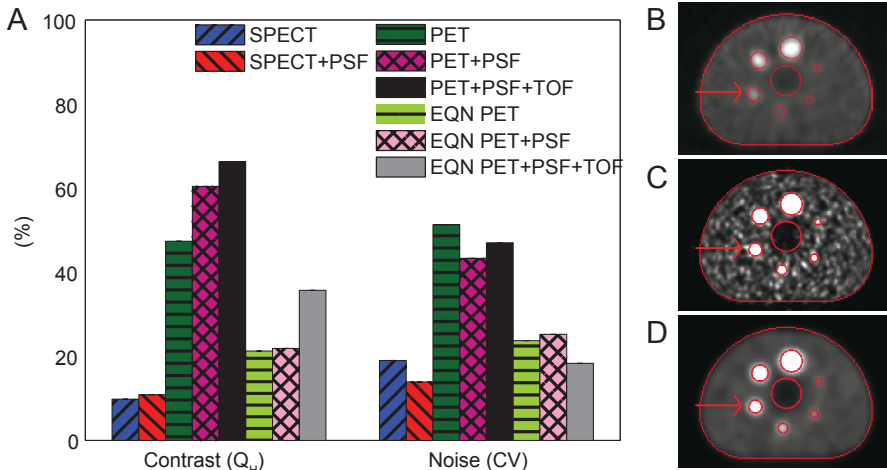 A
100
80
60
40
20
0
(%)
SPECT
SPECT+PSF
PET
PET+PSF
PET+PSF+TOF
EQN PET
EQN PET+PSF
EQN PET+PSF+TOF
Contrast (Q_H)
Noise (CV)
B
C
D